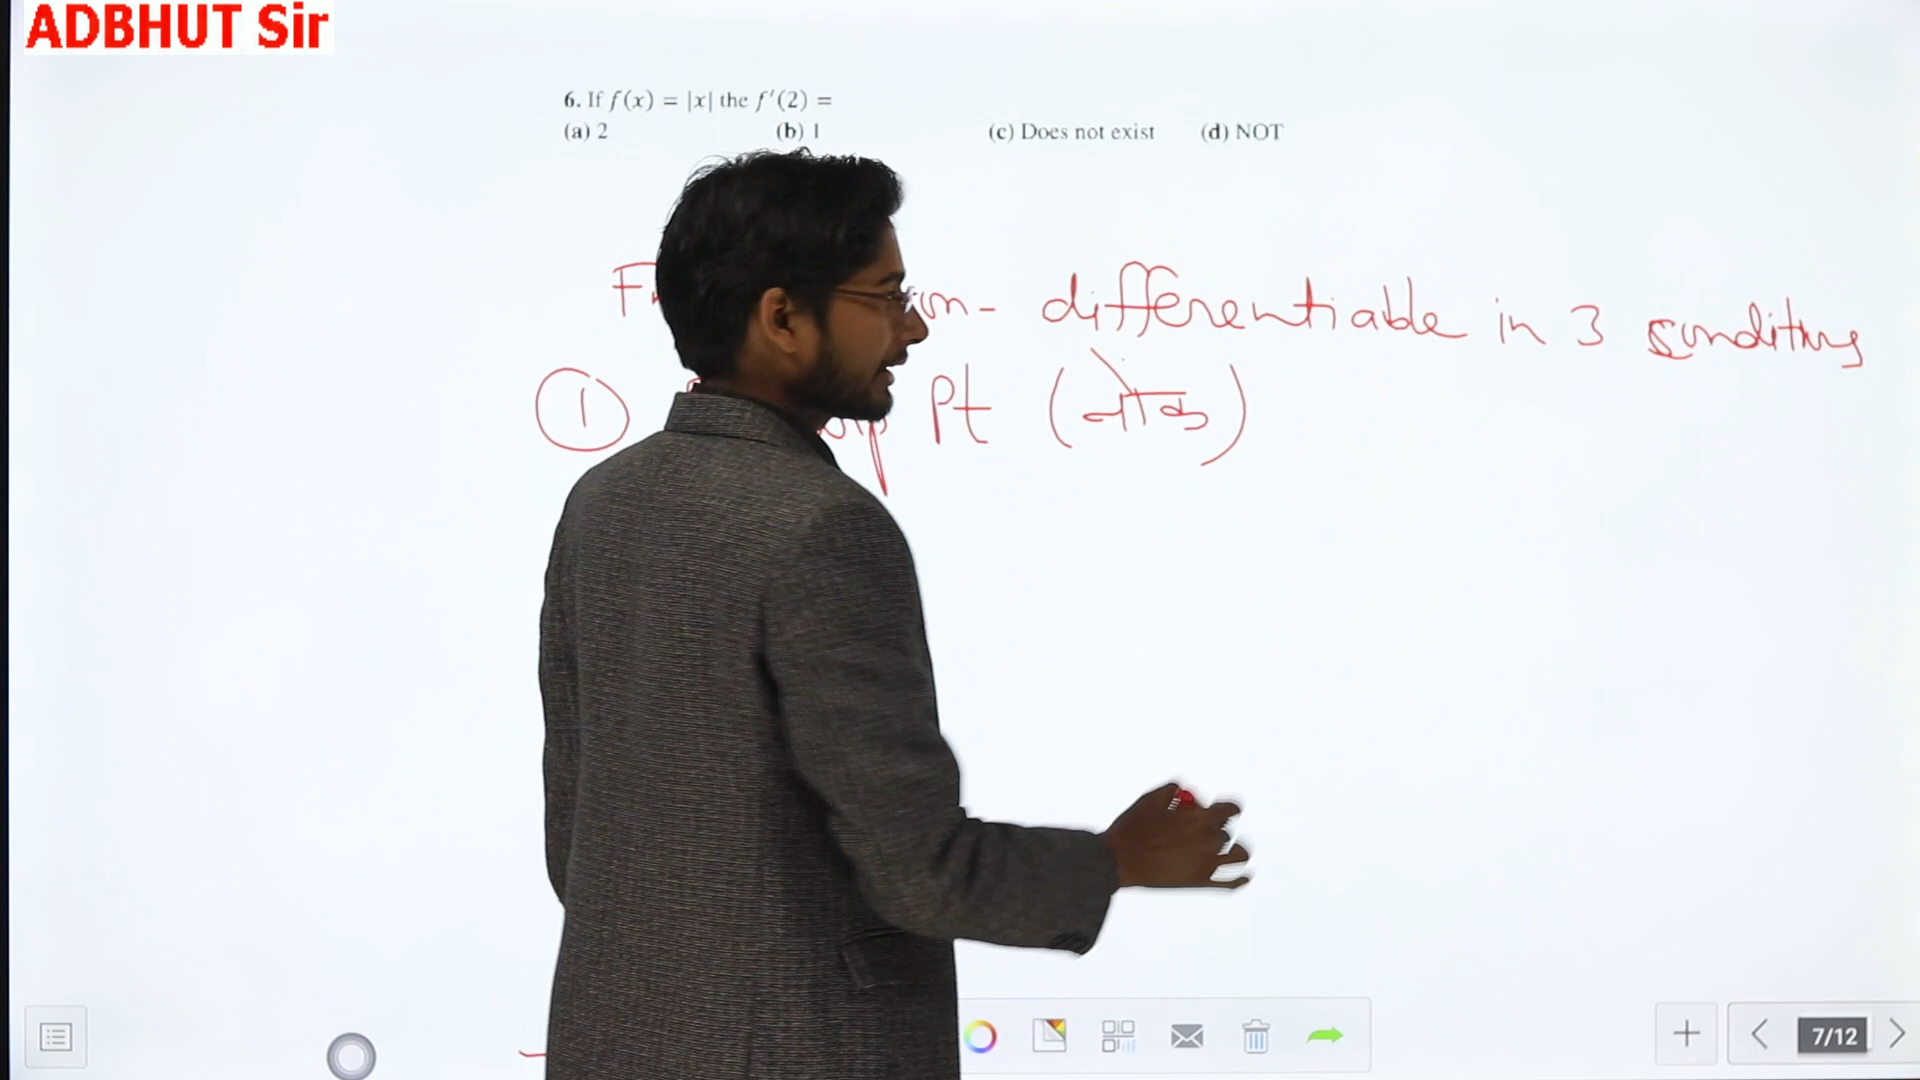 ADBHUT Sir
6. If f(x) = |x| the f′(2) =
(a) 2 (b) 1 (c) Does not exist (d) NOT
differentiable in 3 conditions
① Pt (नोक)
7/12